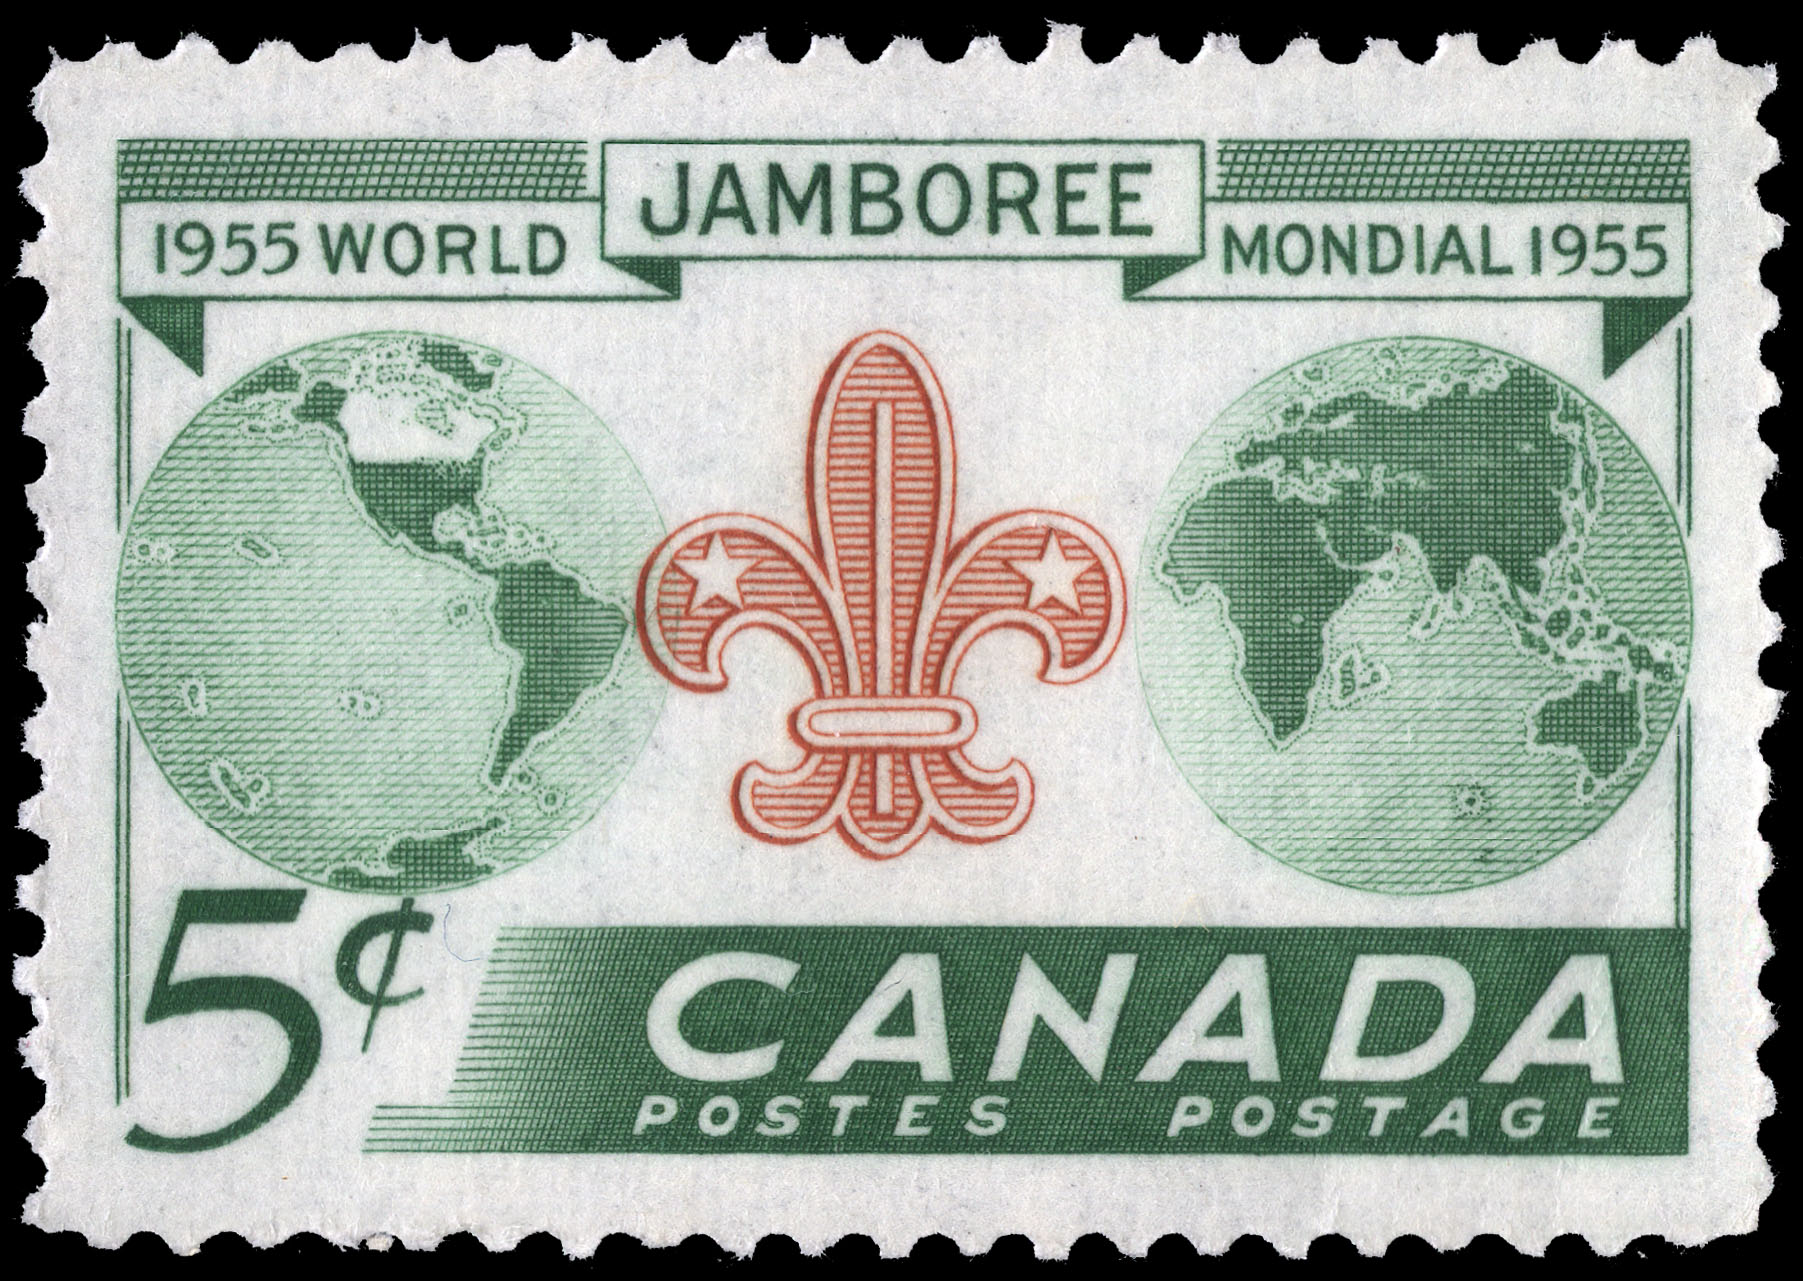 JAMBOREE
1955 WORLD MONDIAL 1955
5¢
CANADA
POSTES POSTAGE